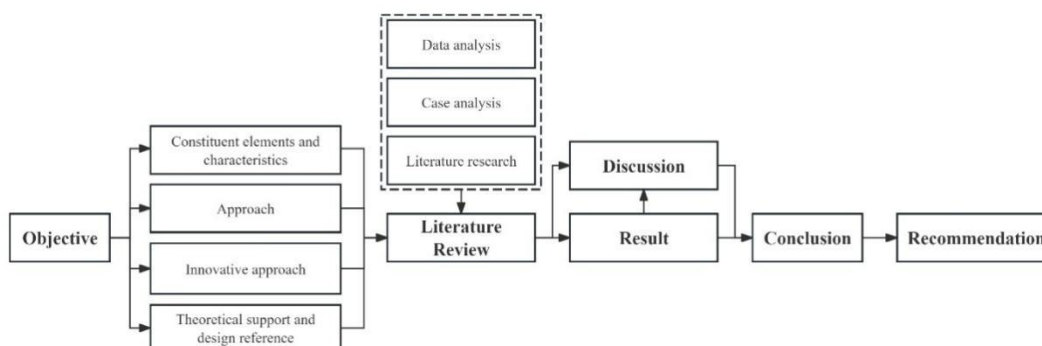 Data analysis
Case analysis
Literature research
Constituent elements and
characteristics
Approach
Innovative approach
Theoretical support and
design reference
Objective
Literature
Review
Discussion
Result
Conclusion
Recommendation